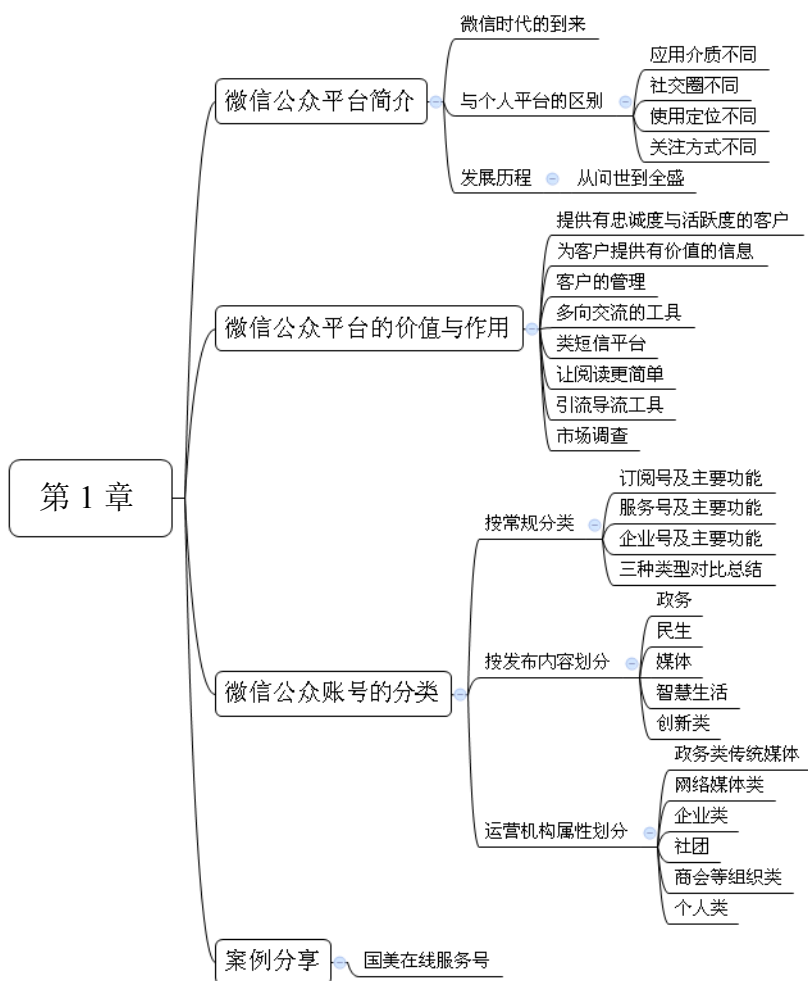 第 1 章
微信公众平台简介
微信时代的到来
与个人平台的区别
应用介质不同
社交圈不同
使用定位不同
关注方式不同
发展历程
从问世到全盛
微信公众平台的价值与作用
提供有忠诚度与活跃度的客户
为客户提供有价值的信息
客户的管理
多向交流的工具
类短信平台
让阅读更简单
引流导流工具
市场调查
微信公众账号的分类
按常规分类
订阅号及主要功能
服务号及主要功能
企业号及主要功能
三种类型对比总结
按发布内容划分
政务
民生
媒体
智慧生活
创新类
运营机构属性划分
政务类传统媒体
网络媒体类
企业类
社团
商会等组织类
个人类
案例分享
国美在线服务号